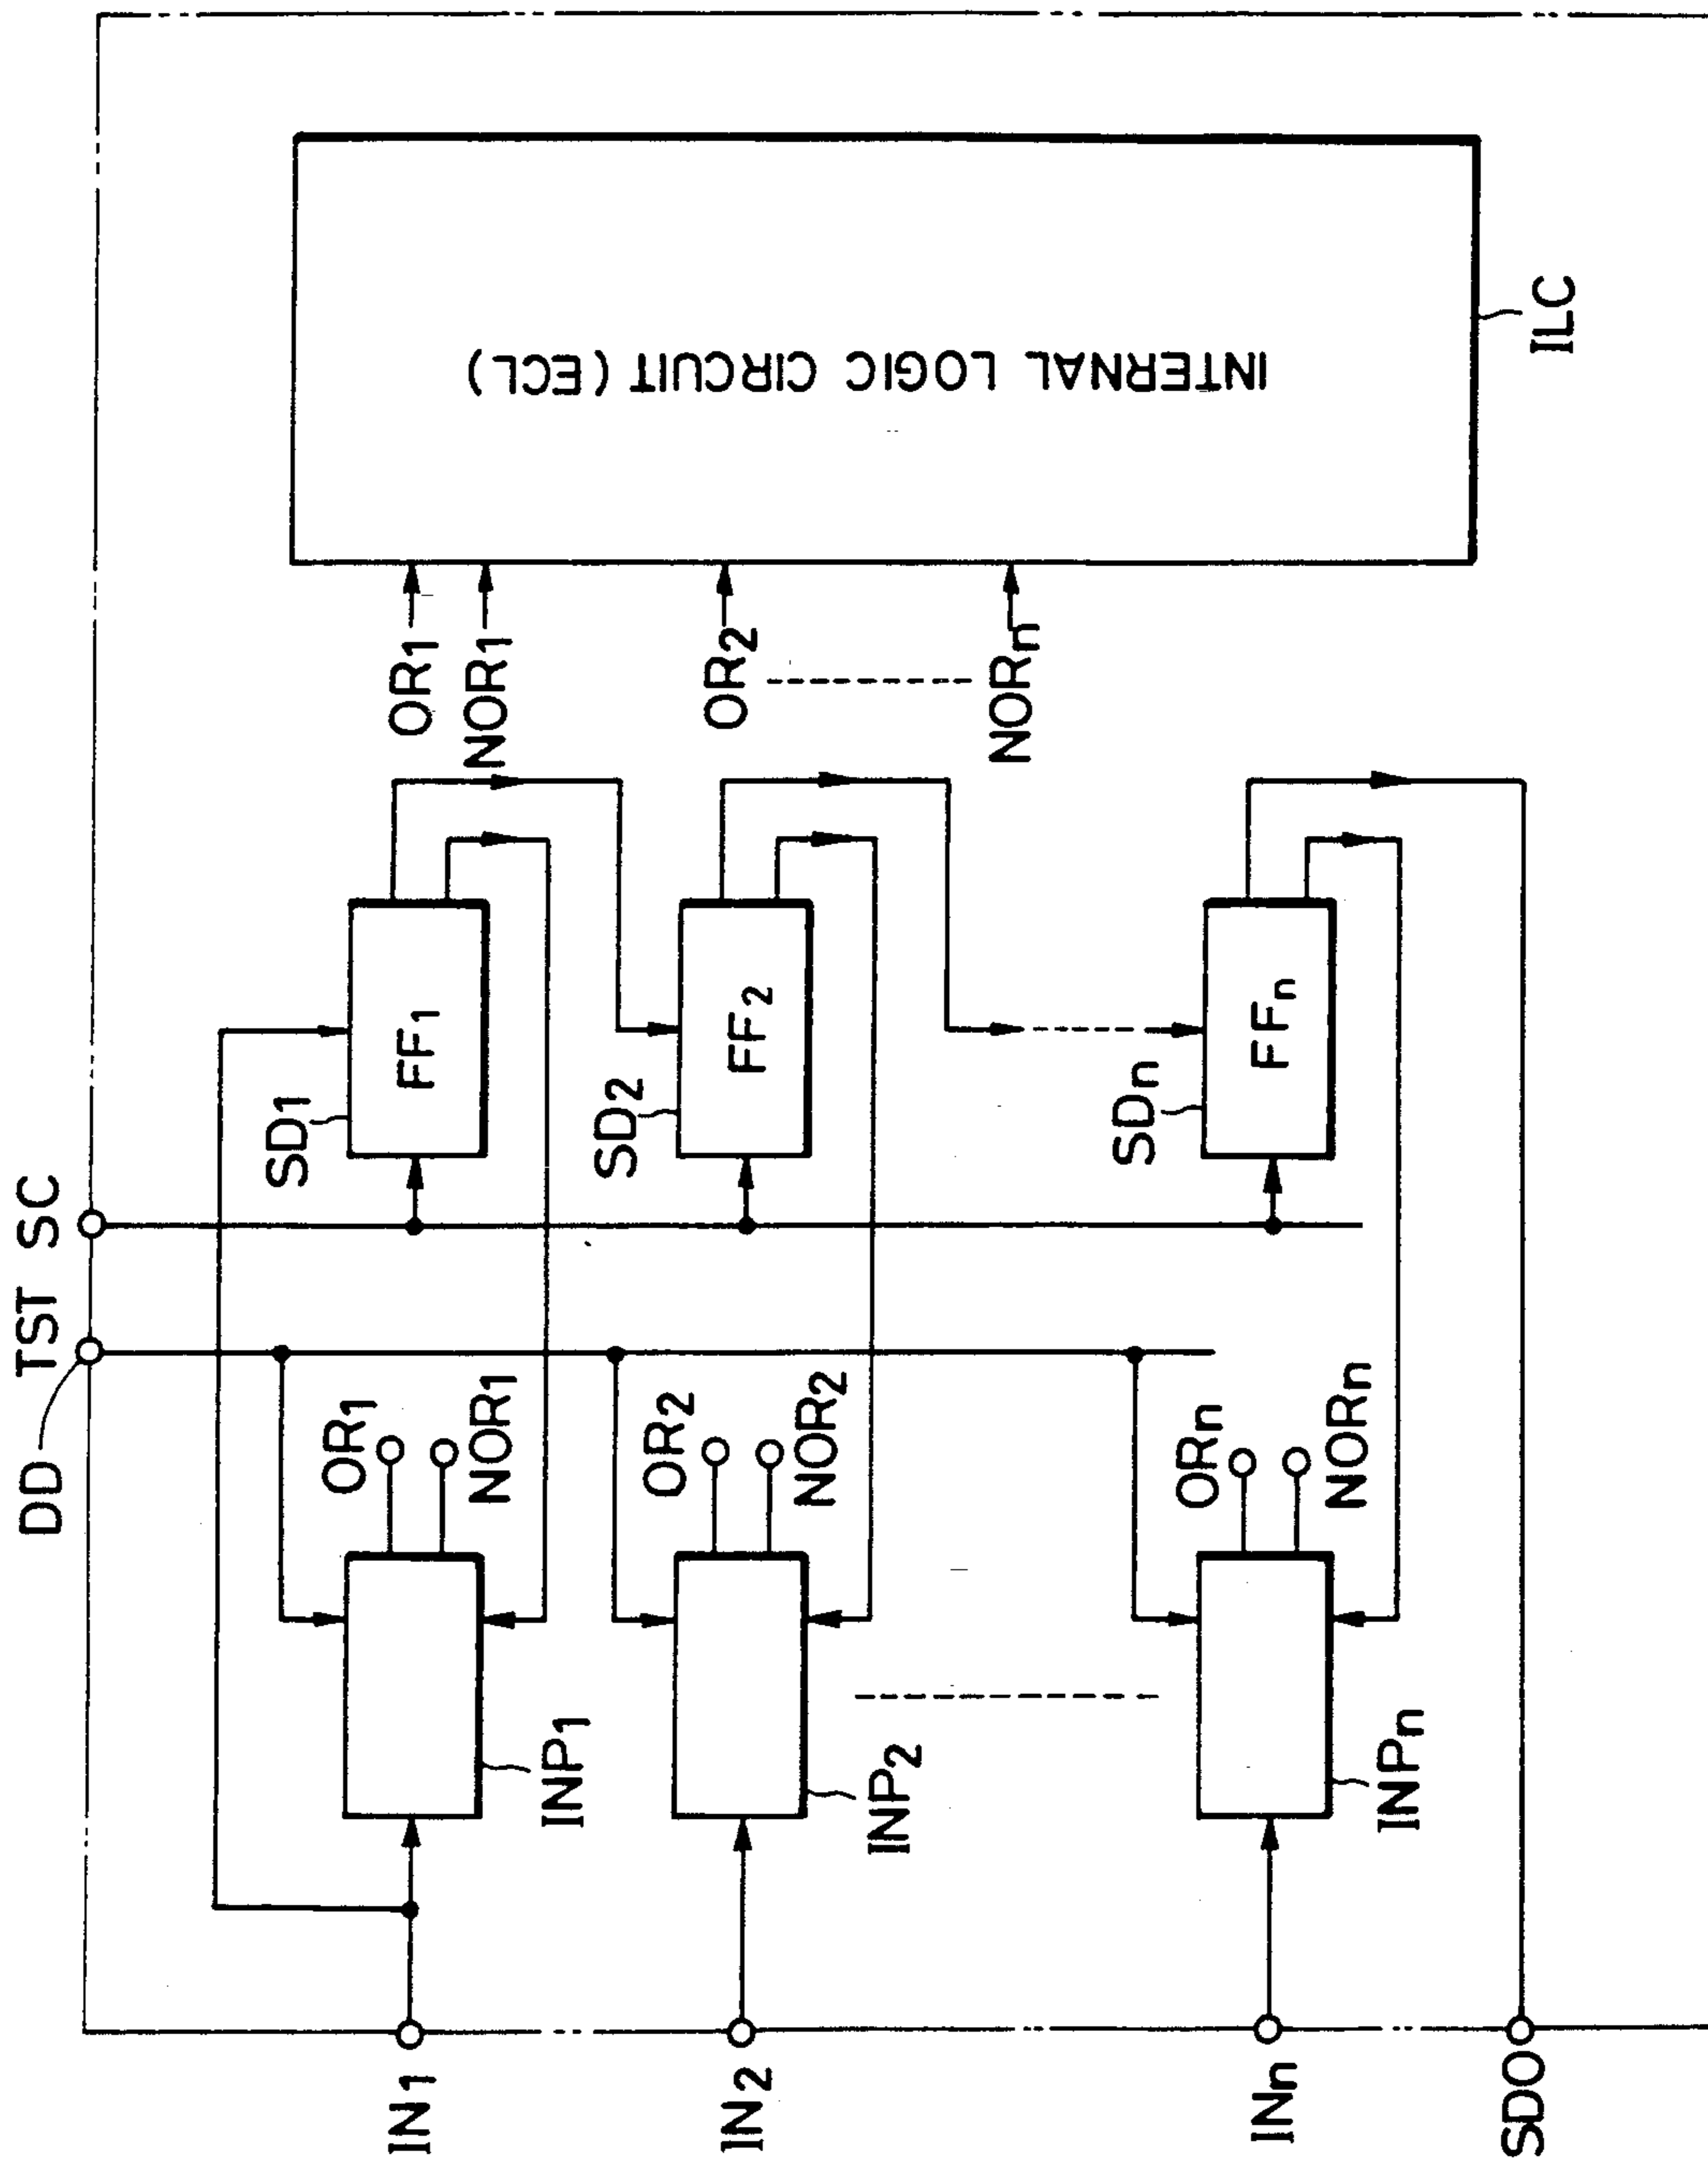 DD
TST
SC
SD1
FF1
OR1
NOR1
OR1
NOR1
INP1
IN1
SD2
FF2
OR2
OR2
NOR2
INP2
IN2
SDn
FFn
NORn
ORn
NORn
INPn
INn
SDO
INTERNAL LOGIC CIRCUIT (ECL)
ILC